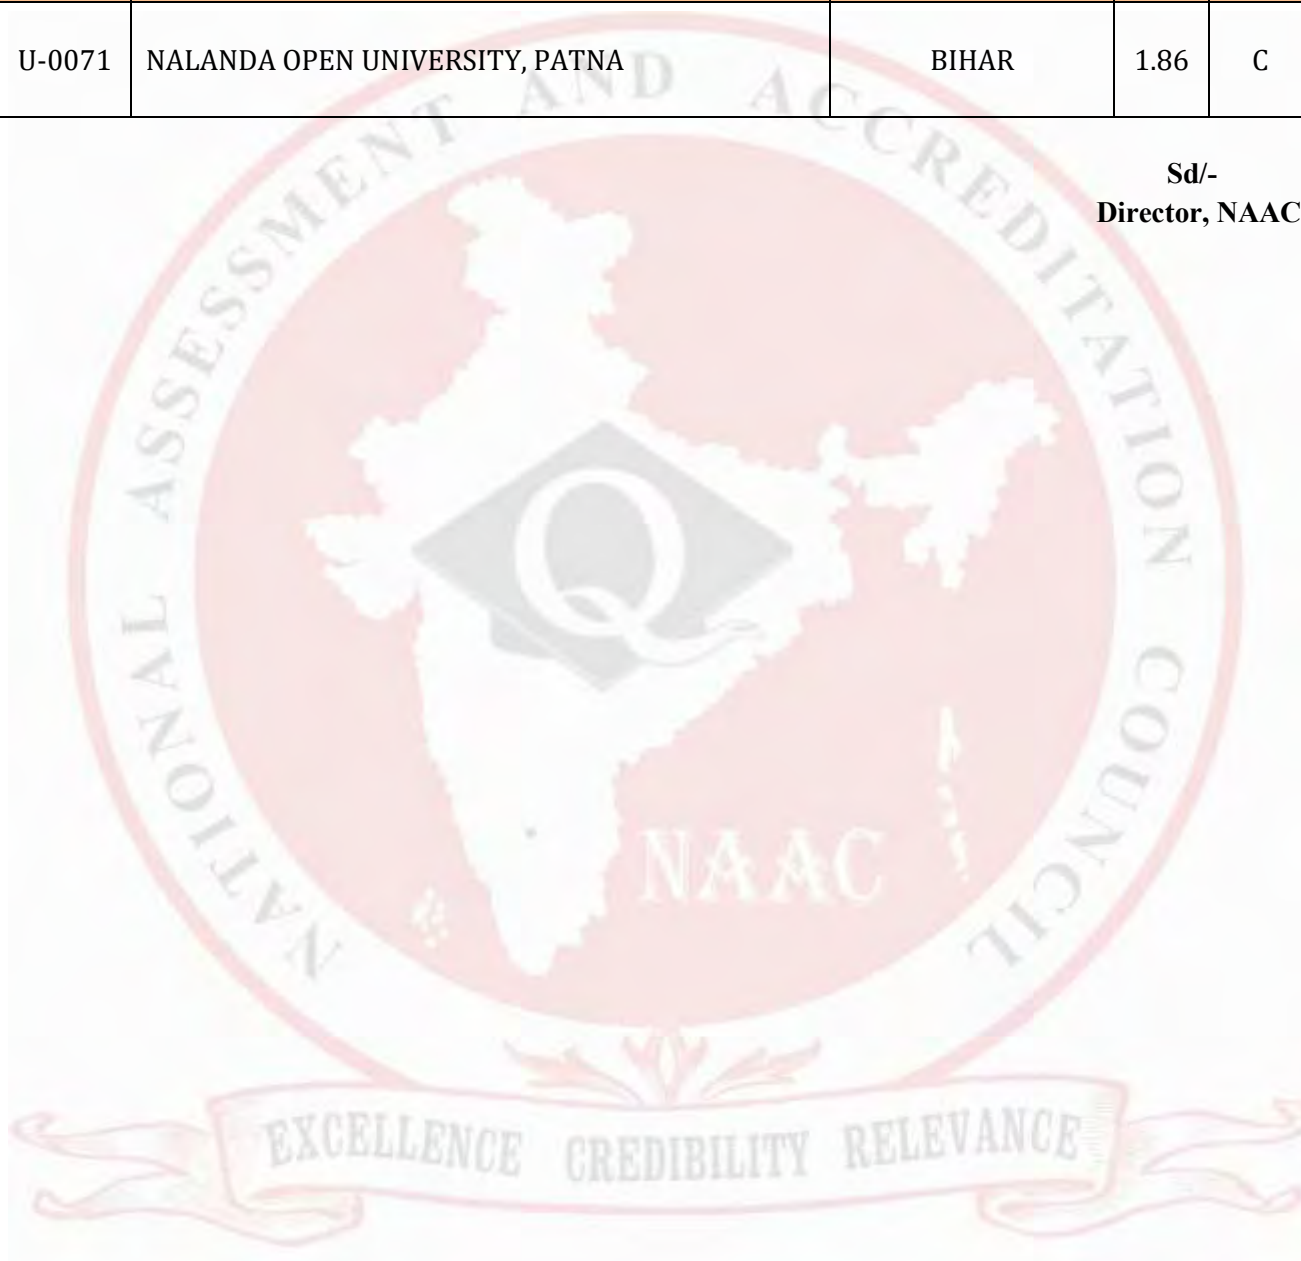 U-0071 NALANDA OPEN UNIVERSITY, PATNA BIHAR 1.86 C
Sd/-
Director, NAAC
NATIONAL ASSESSMENT AND ACCREDITATION COUNCIL
Q
NAAC
EXCELLENCE CREDIBILITY RELEVANCE